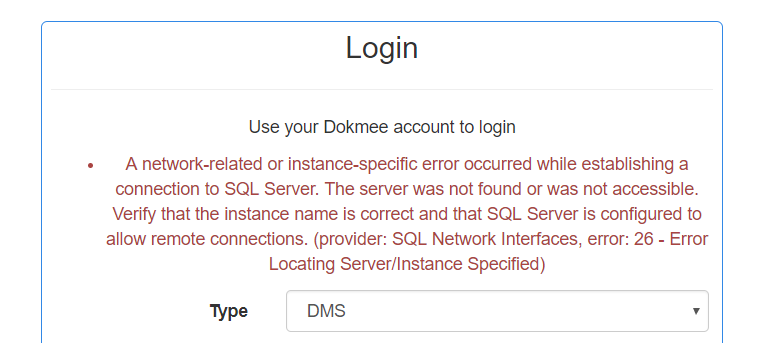 Login
Use your Dokmee account to login
• A network-related or instance-specific error occurred while establishing a
connection to SQL Server. The server was not found or was not accessible.
Verify that the instance name is correct and that SQL Server is configured to
allow remote connections. (provider: SQL Network Interfaces, error: 26 - Error
Locating Server/Instance Specified)
Type DMS